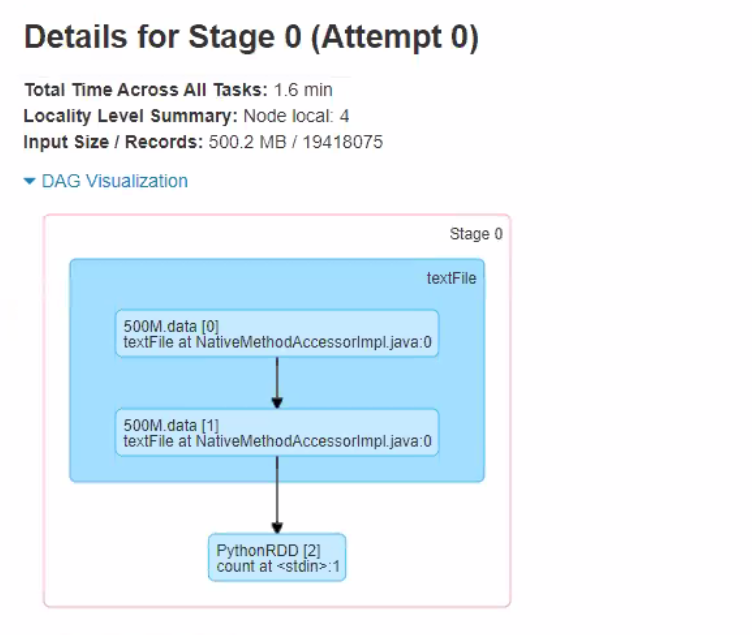 Details for Stage 0 (Attempt 0)
Total Time Across All Tasks: 1.6 min
Locality Level Summary: Node local: 4
Input Size / Records: 500.2 MB / 19418075
DAG Visualization
Stage 0
textFile
500M.data [0]
textFile at NativeMethodAccessorImpl.java:0
500M.data [1]
textFile at NativeMethodAccessorImpl.java:0
PythonRDD [2]
count at <stdin>:1